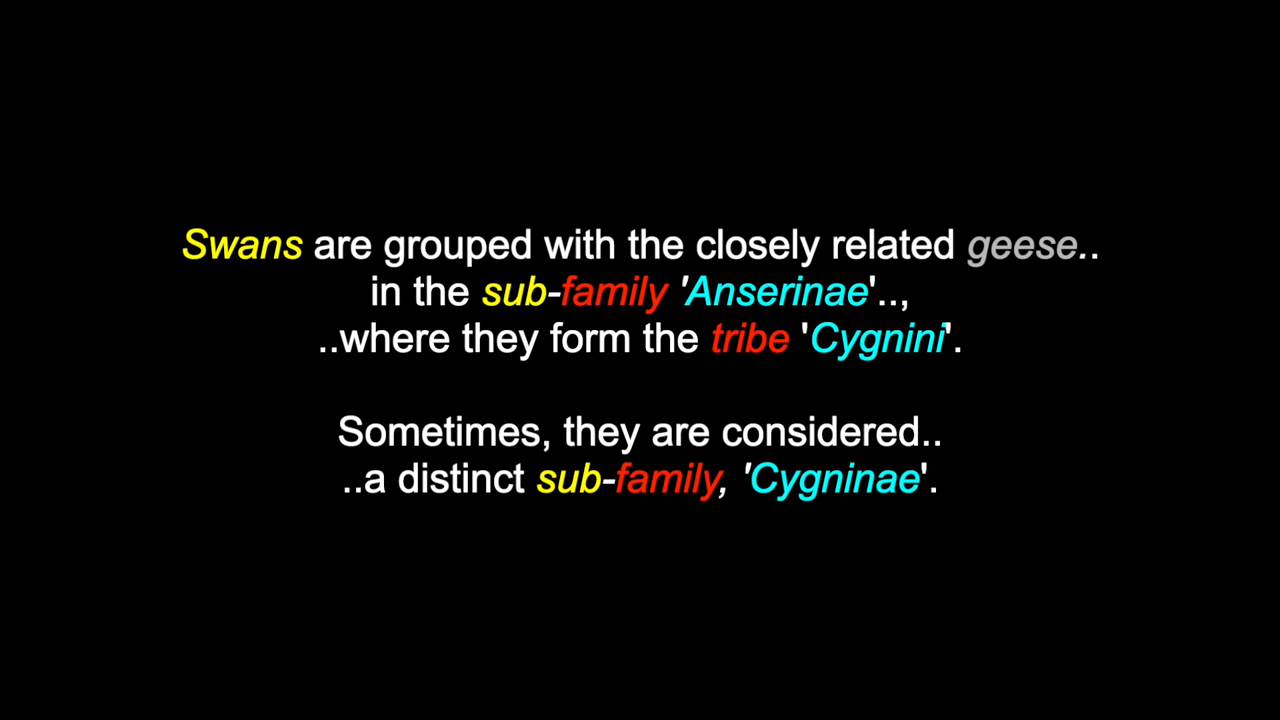 Swans are grouped with the closely related geese..
in the sub-family 'Anserinae'..,
..where they form the tribe 'Cygnini'.
Sometimes, they are considered..
..a distinct sub-family, 'Cygninae'.